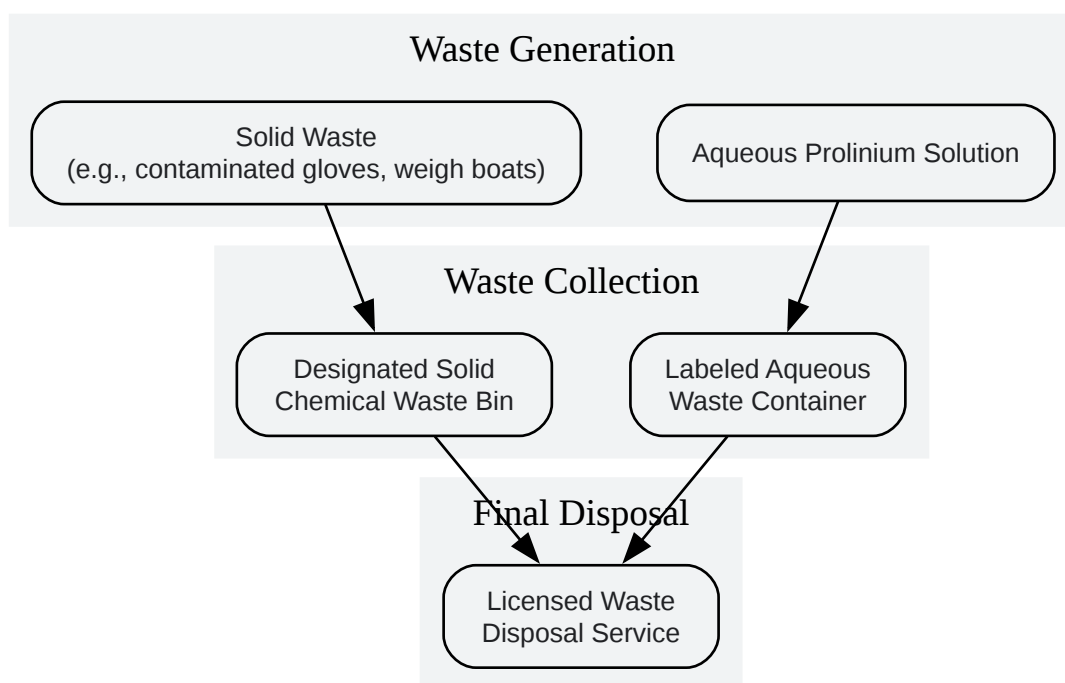 Waste Generation
Solid Waste
(e.g., contaminated gloves, weigh boats)
Aqueous Prolinium Solution
Waste Collection
Designated Solid
Chemical Waste Bin
Labeled Aqueous
Waste Container
Final Disposal
Licensed Waste
Disposal Service